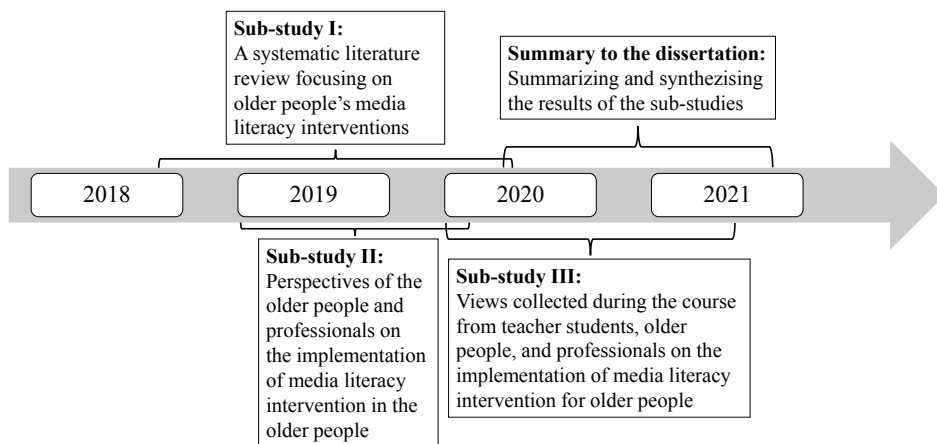 Sub-study I:
A systematic literature
review focusing on
older people's media
literacy interventions
Summary to the dissertation:
Summarizing and synthezising
the results of the sub-studies
2018
2019
2020
2021
Sub-study II:
Perspectives of the
older people and
professionals on
the implementation
of media literacy
intervention in the
older people
Sub-study III:
Views collected during the course
from teacher students, older
people, and professionals on the
implementation of media literacy
intervention for older people